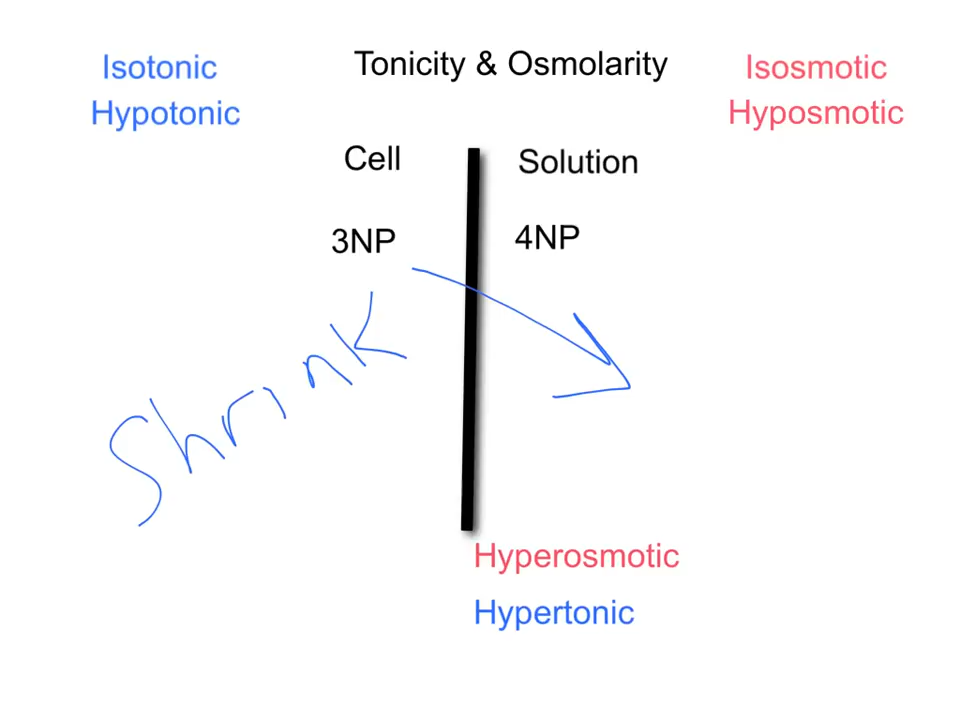 Tonicity & Osmolarity
Isotonic
Hypotonic
Isosmotic
Hyposmotic
Cell
Solution
3NP
4NP
Shrink
Hyperosmotic
Hypertonic